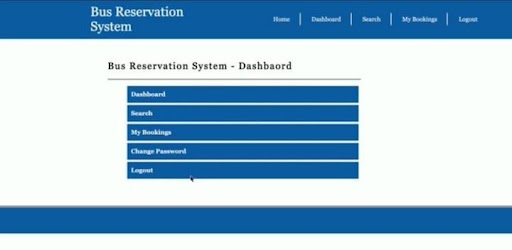 Bus Reservation
System
Home
Dashboard
Search
My Bookings
Logout
Bus Reservation System - Dashbaord
Dashboard
Search
My Bookings
Change Password
Logout